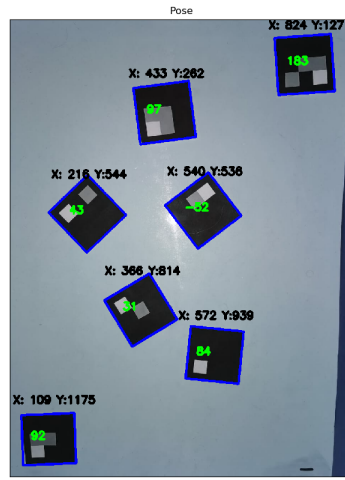 Pose
X: 824 Y:127
183
X: 433 Y:262
97
X: 216 Y:544
X: 540 Y:536
-52
X: 366 Y:814
X: 572 Y:939
84
X: 109 Y:1175
92